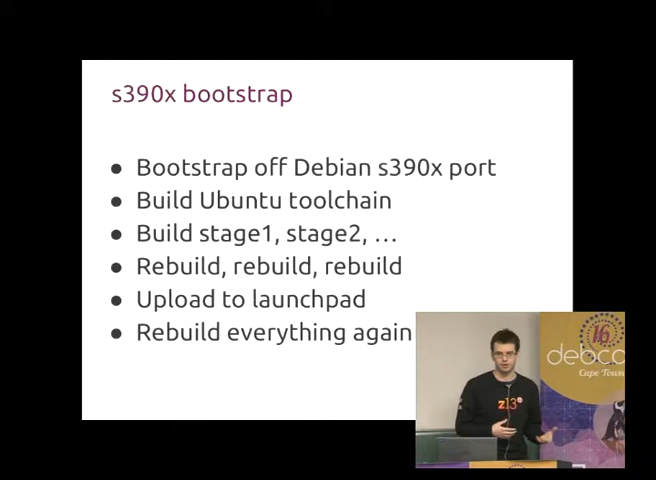 s390x bootstrap
● Bootstrap off Debian s390x port
● Build Ubuntu toolchain
● Build stage1, stage2, …
● Rebuild, rebuild, rebuild
● Upload to launchpad
● Rebuild everything again
16
debco
Cape Town
z13